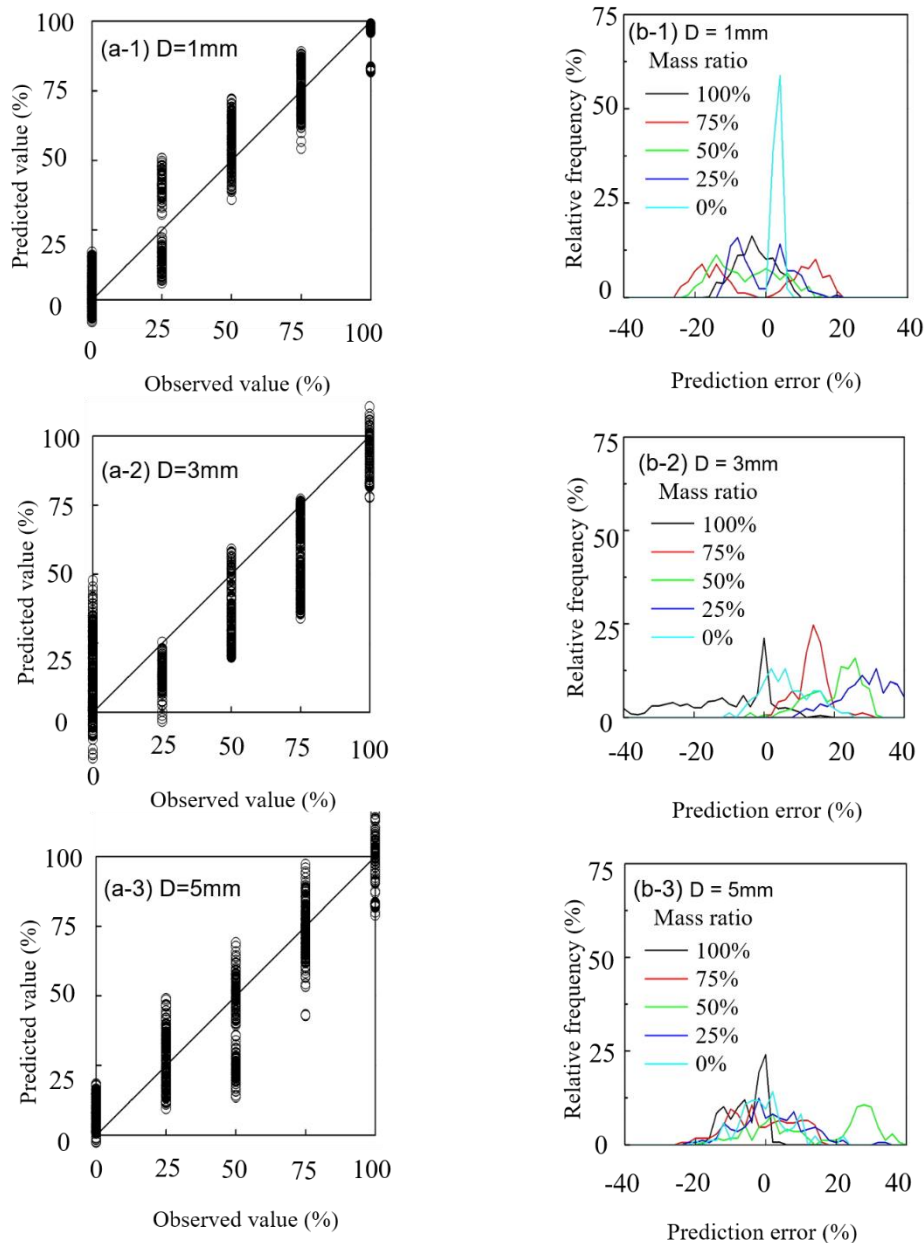 (a-1) D=1mm
Predicted value (%)
100
75
50
25
0
0 25 50 75 100
Observed value (%)
(b-1) D = 1mm
Mass ratio
100%
75%
50%
25%
0%
Relative frequency (%)
75
50
25
0
-40 -20 0 20 40
Prediction error (%)
(a-2) D=3mm
Predicted value (%)
100
75
50
25
0
0 25 50 75 100
Observed value (%)
(b-2) D = 3mm
Mass ratio
100%
75%
50%
25%
0%
Relative frequency (%)
75
50
25
0
-40 -20 0 20 40
Prediction error (%)
(a-3) D=5mm
Predicted value (%)
100
75
50
25
0
0 25 50 75 100
Observed value (%)
(b-3) D = 5mm
Mass ratio
100%
75%
50%
25%
0%
Relative frequency (%)
75
50
25
0
-40 -20 0 20 40
Prediction error (%)